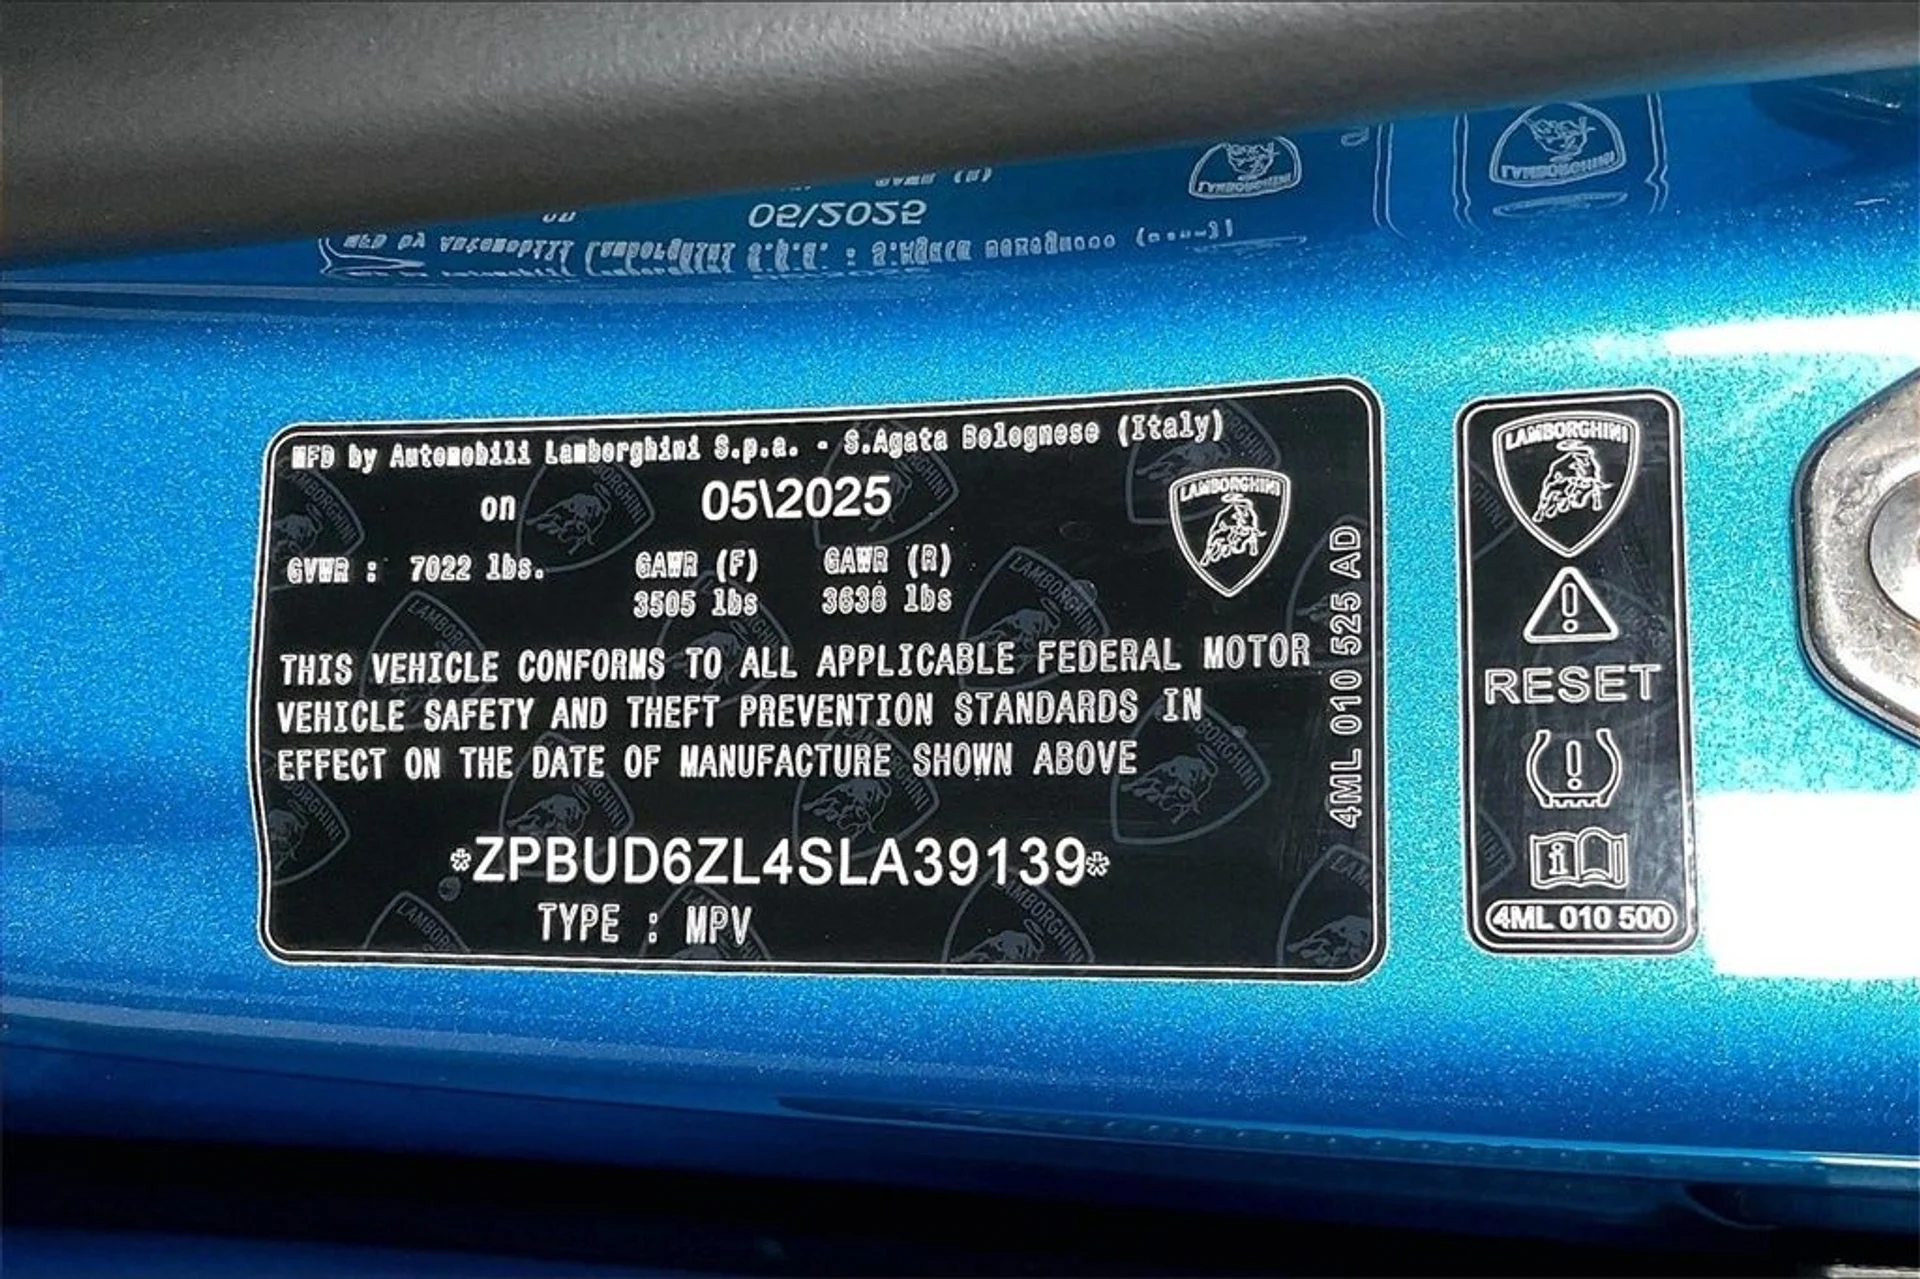 MFD by Automobili Lamborghini S.p.a. - S.Agata Bolognese (Italy)
on 05\2025
GVWR : 7022 lbs. GAWR (F) GAWR (R)
3505 lbs 3638 lbs
THIS VEHICLE CONFORMS TO ALL APPLICABLE FEDERAL MOTOR
VEHICLE SAFETY AND THEFT PREVENTION STANDARDS IN
EFFECT ON THE DATE OF MANUFACTURE SHOWN ABOVE
*ZPBUD6ZL4SLA39139*
TYPE : MPV
LAMBORGHINI
4ML 010 525 AD
LAMBORGHINI
RESET
4ML 010 500